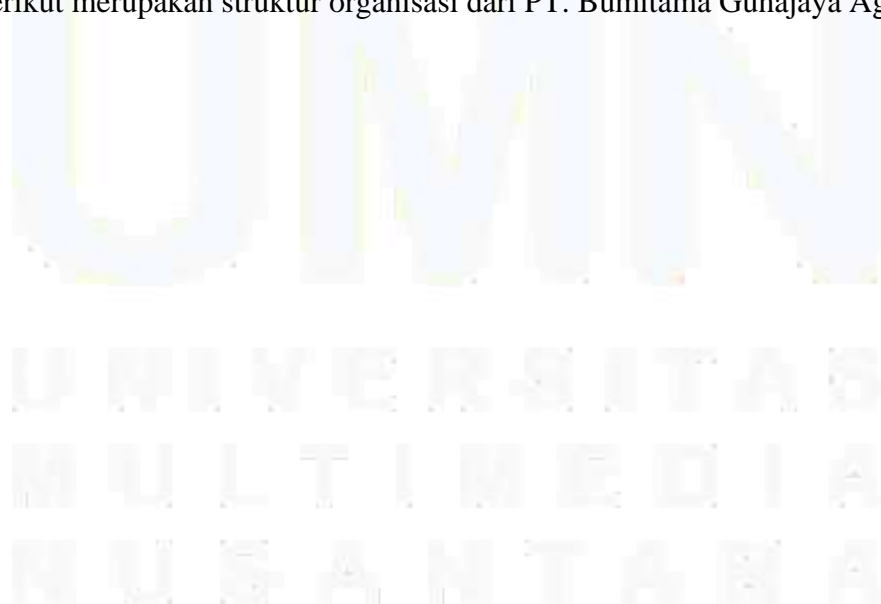 erikut merupakan struktur organisasi dari PT. Bumitama Gunajaya Ag
UMN
UNIVERSITAS
MULTIMEDIA
NUSANTARA